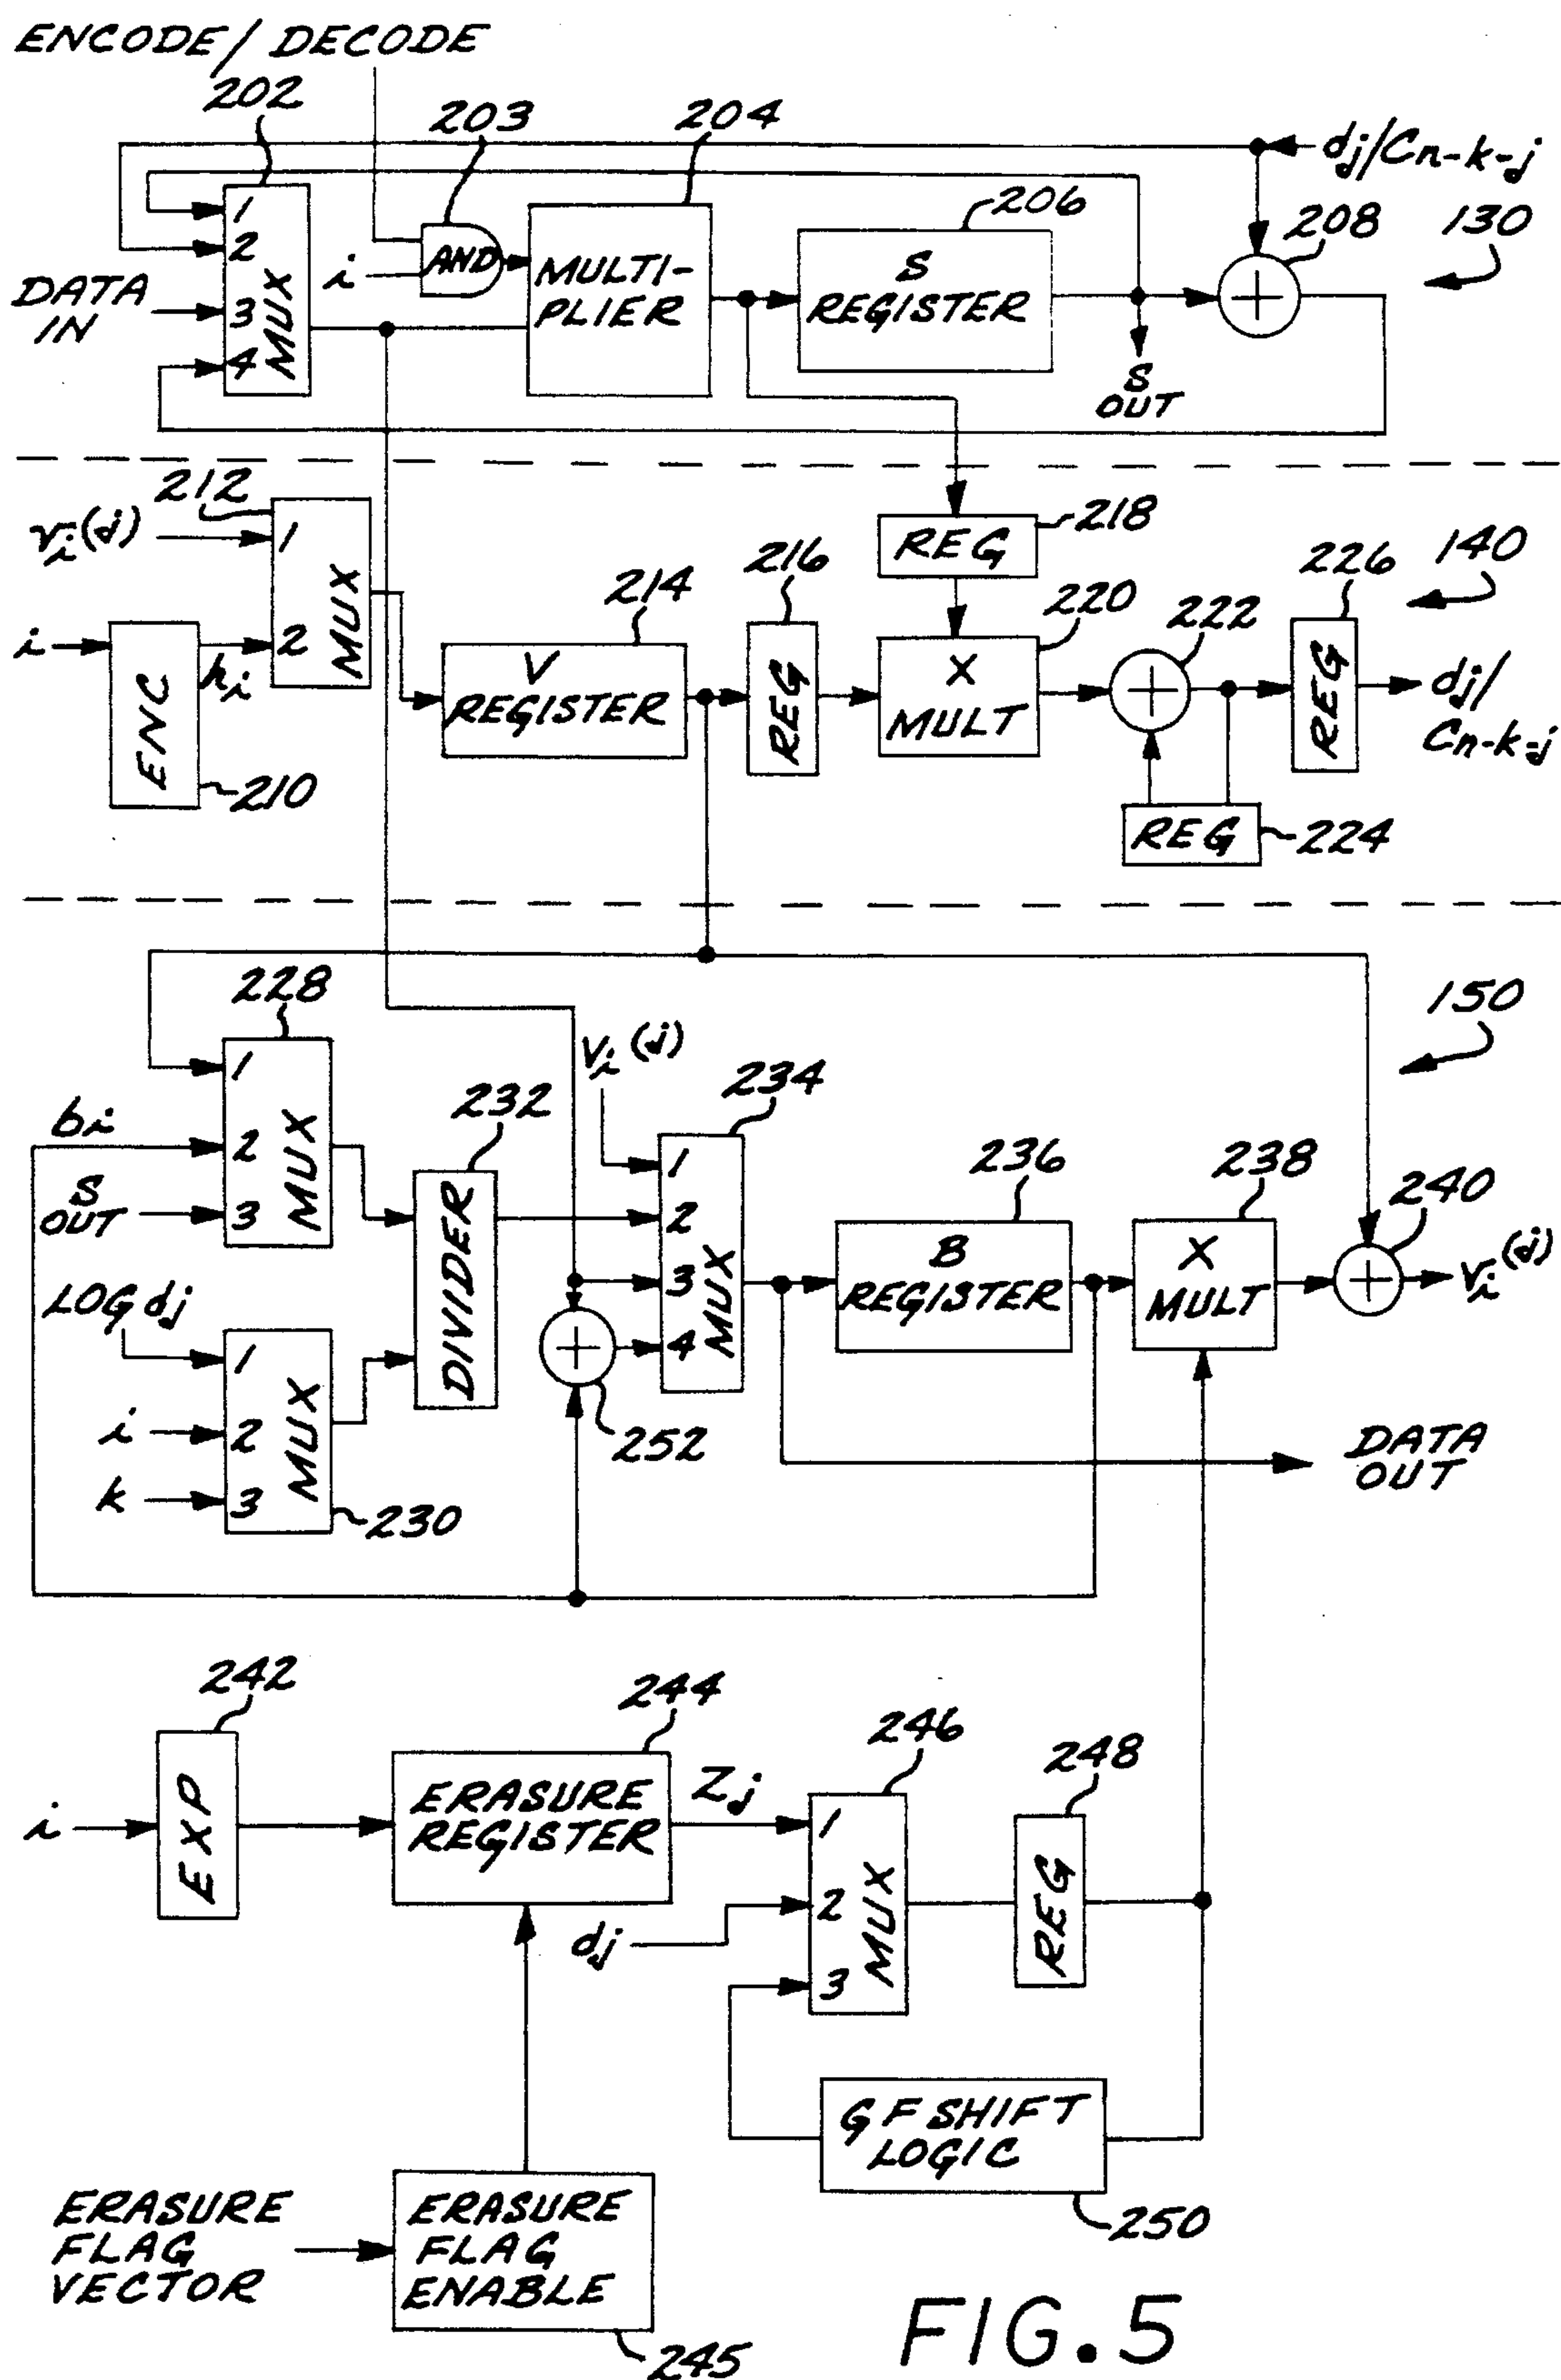 ENCODE/DECODE
202
203
204
dj/Cn-k-j
206
208
130
1
2
3
4
MUX
i
AND
MULTI-
PLIER
S
REGISTER
+
DATA
IN
S
OUT
212
vi(j)
1
2
MUX
218
REG
140
i
ENC
hi
210
214
V
REGISTER
216
REG
220
X
MULT
222
+
226
REG
dj/
Cn-k-j
REG
224
150
228
1
2
3
MUX
bi
S
OUT
232
DIVIDER
Vi(j)
234
1
2
3
4
MUX
236
B
REGISTER
238
X
MULT
240
+
Vi(j)
LOG dj
i
k
1
2
3
MUX
230
+
252
DATA
OUT
242
EXP
i
244
ERASURE
REGISTER
Zj
246
1
2
3
MUX
dj
248
REG
GF SHIFT
LOGIC
250
ERASURE
FLAG
VECTOR
ERASURE
FLAG
ENABLE
245
FIG. 5